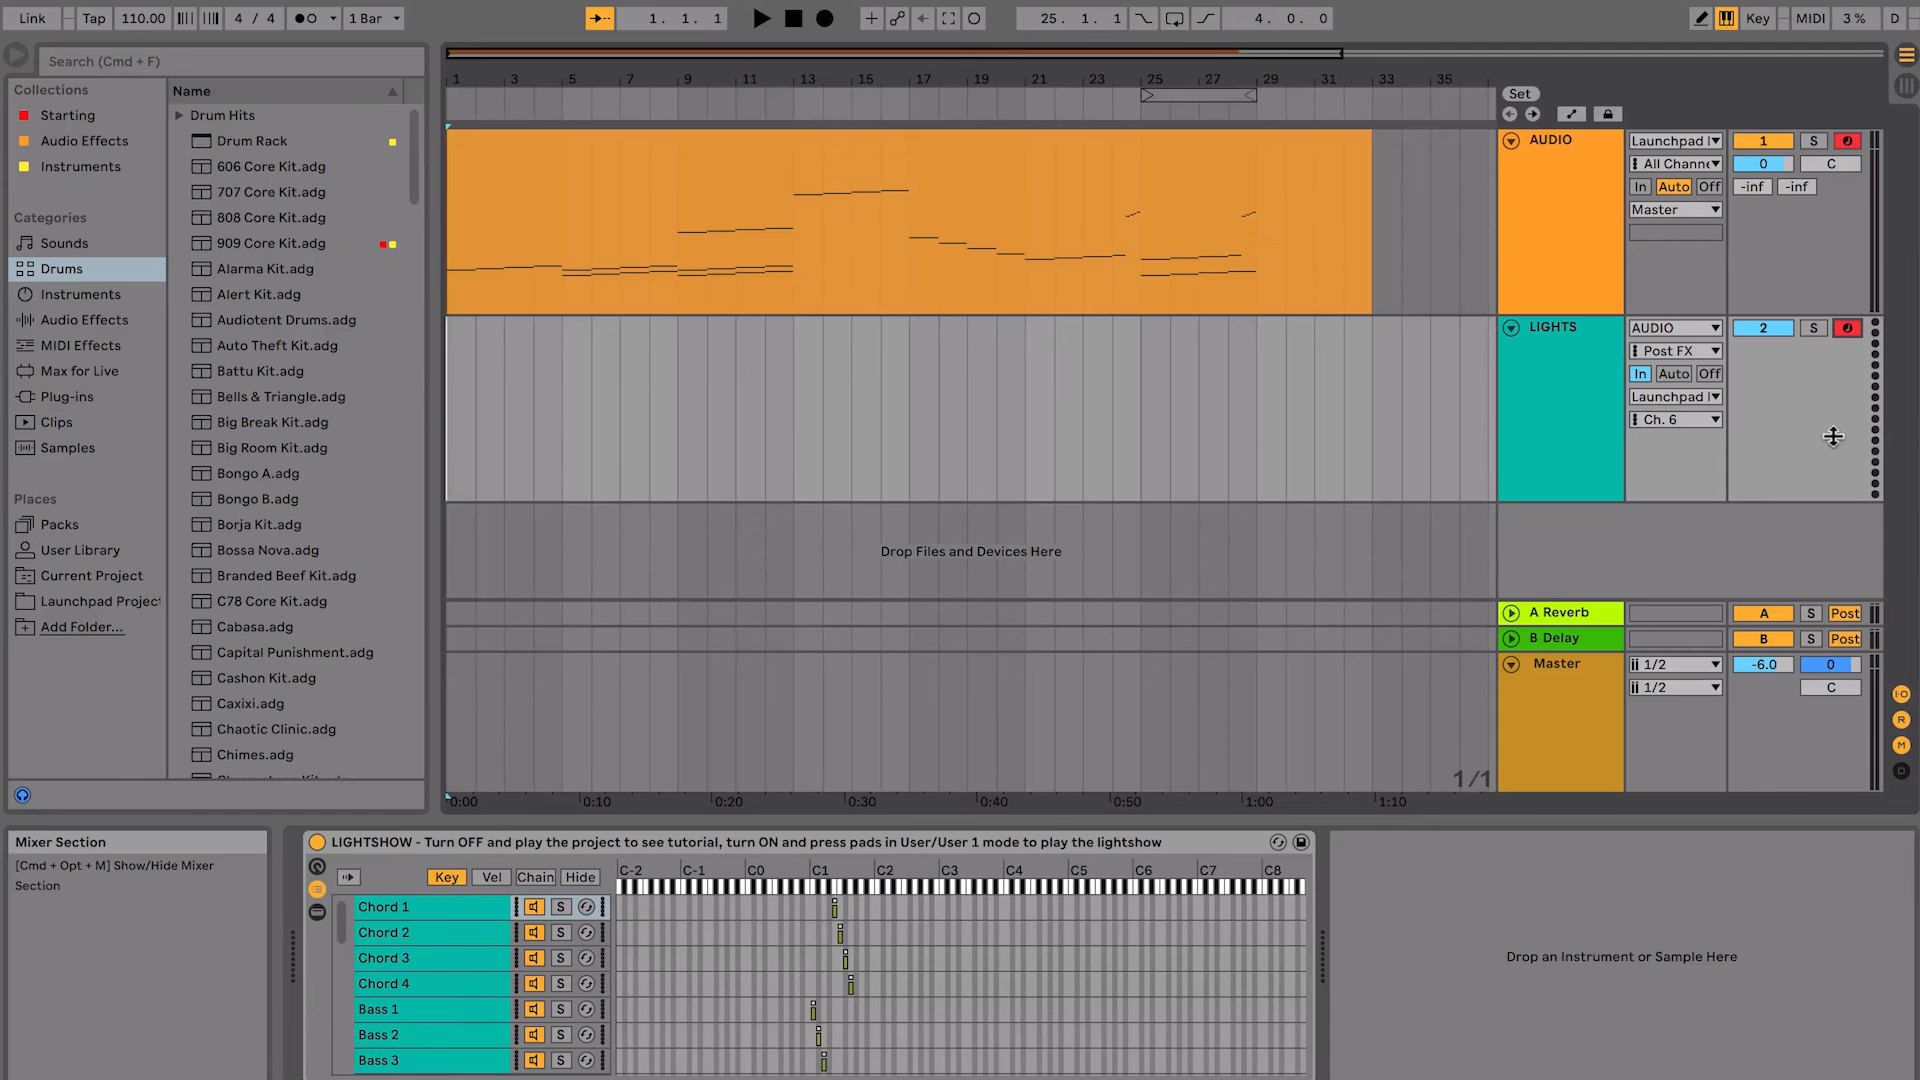 Link Tap 110.00 4 / 4 1 Bar 1. 1. 1 25. 1. 1 4. 0. 0 Key MIDI 3 % D
Search (Cmd + F)
Collections
Starting
Audio Effects
Instruments
Categories
Sounds
Drums
Instruments
Audio Effects
MIDI Effects
Max for Live
Plug-ins
Clips
Samples
Places
Packs
User Library
Current Project
Launchpad Project
Add Folder...
Name
Drum Hits
Drum Rack
606 Core Kit.adg
707 Core Kit.adg
808 Core Kit.adg
909 Core Kit.adg
Alarma Kit.adg
Alert Kit.adg
Audiotent Drums.adg
Auto Theft Kit.adg
Battu Kit.adg
Bells & Triangle.adg
Big Break Kit.adg
Big Room Kit.adg
Bongo A.adg
Bongo B.adg
Borja Kit.adg
Bossa Nova.adg
Branded Beef Kit.adg
C78 Core Kit.adg
Cabasa.adg
Capital Punishment.adg
Cashon Kit.adg
Caxixi.adg
Chaotic Clinic.adg
Chimes.adg
1 3 5 7 9 11 13 15 17 19 21 23 25 27 29 31 33 35
Set
AUDIO Launchpad 1 S
All Channe 0 C
In Auto Off -inf -inf
Master
LIGHTS AUDIO 2 S
Post FX
In Auto Off
Launchpad
Ch. 6
Drop Files and Devices Here
A Reverb A S Post
B Delay B S Post
Master 1/2 -6.0 0
1/2 C
1/1
0:00 0:10 0:20 0:30 0:40 0:50 1:00 1:10
I·O
R
M
D
Mixer Section
[Cmd + Opt + M] Show/Hide Mixer
Section
LIGHTSHOW - Turn OFF and play the project to see tutorial, turn ON and press pads in User/User 1 mode to play the lightshow
Key Vel Chain Hide C-2 C-1 C0 C1 C2 C3 C4 C5 C6 C7 C8
Chord 1 S
Chord 2 S
Chord 3 S
Chord 4 S
Bass 1 S
Bass 2 S
Bass 3 S
Drop an Instrument or Sample Here